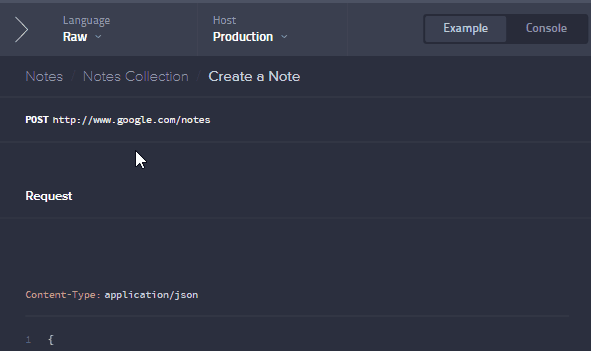 Language Host
Raw Production Example Console
Notes / Notes Collection / Create a Note
POST http://www.google.com/notes
Request
Content-Type: application/json
1 {